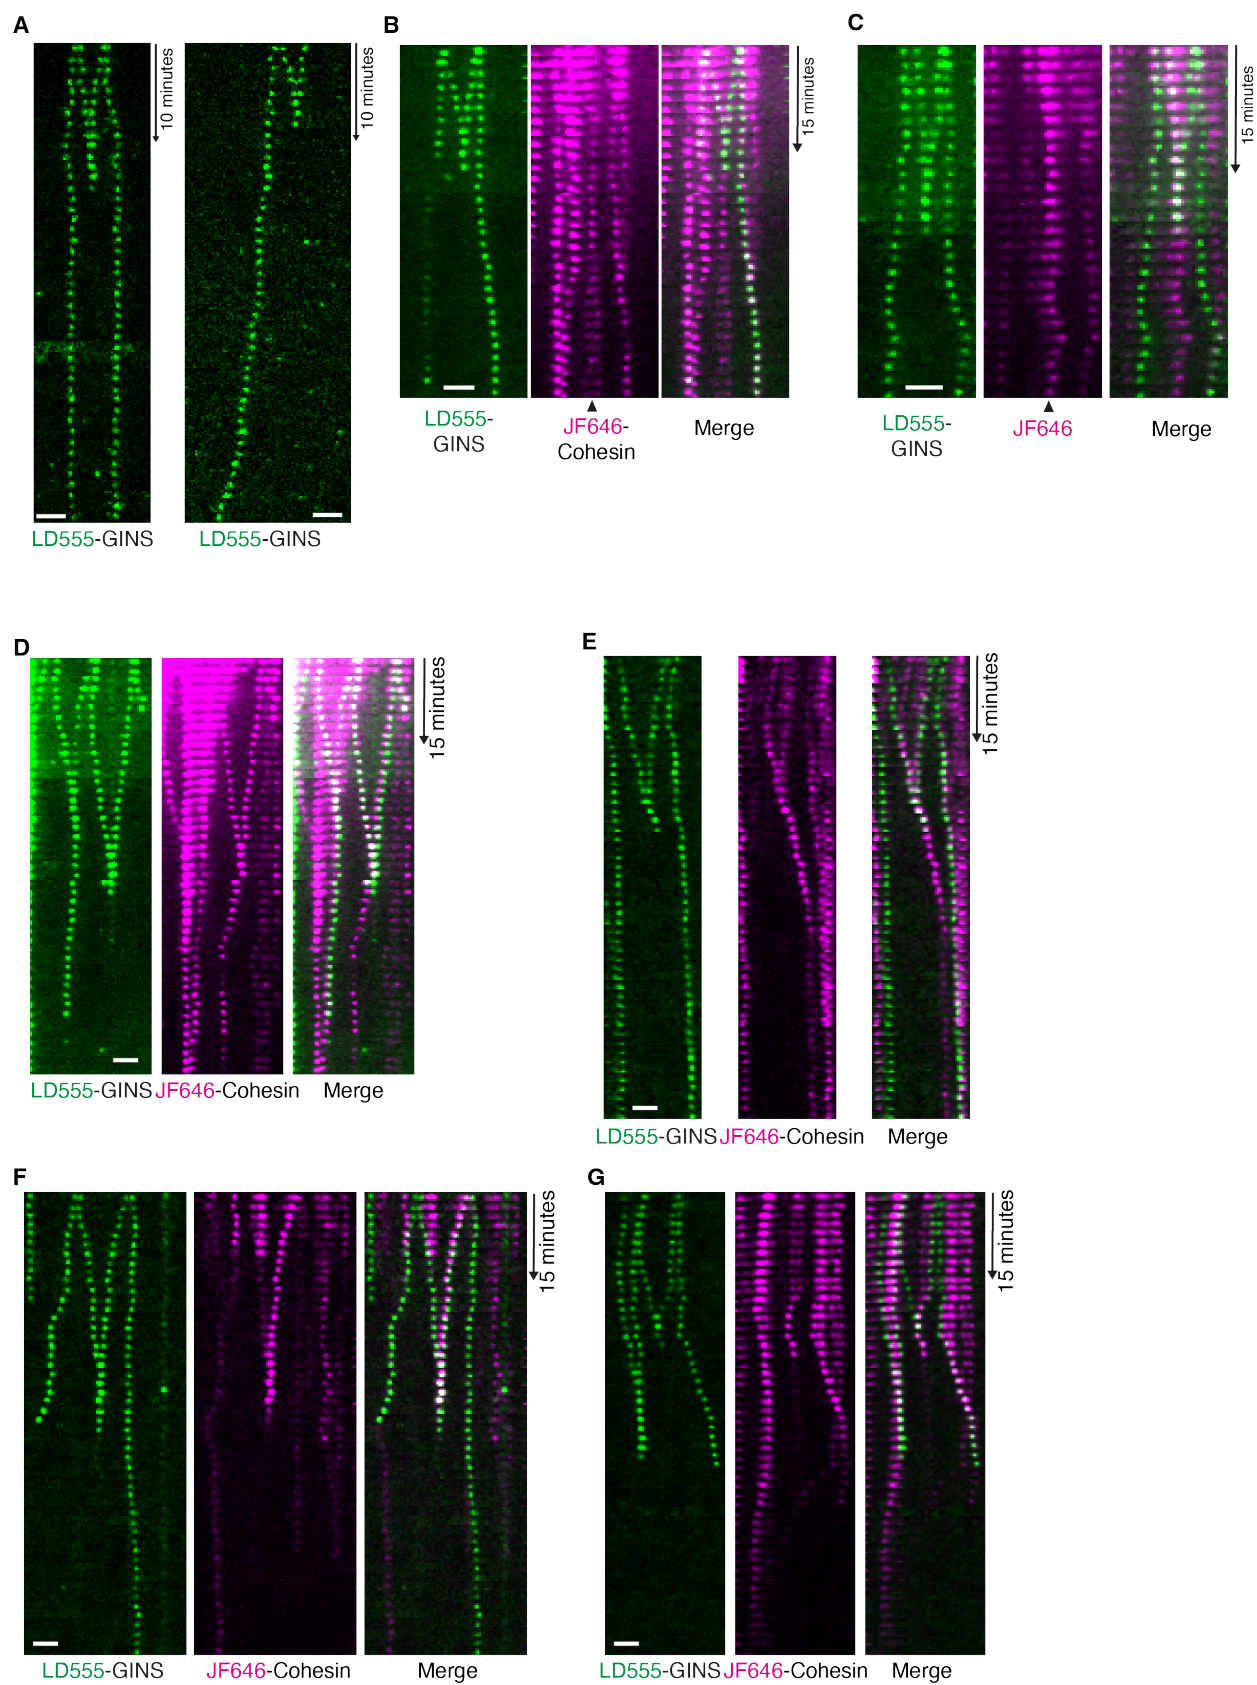 A
10 minutes
10 minutes
LD555-GINS
LD555-GINS
B
15 minutes
LD555-
GINS
JF646-
Cohesin
Merge
C
15 minutes
LD555-
GINS
JF646
Merge
D
15 minutes
LD555-GINS
JF646-Cohesin
Merge
E
15 minutes
LD555-GINS
JF646-Cohesin
Merge
F
15 minutes
LD555-GINS
JF646-Cohesin
Merge
G
15 minutes
LD555-GINS
JF646-Cohesin
Merge